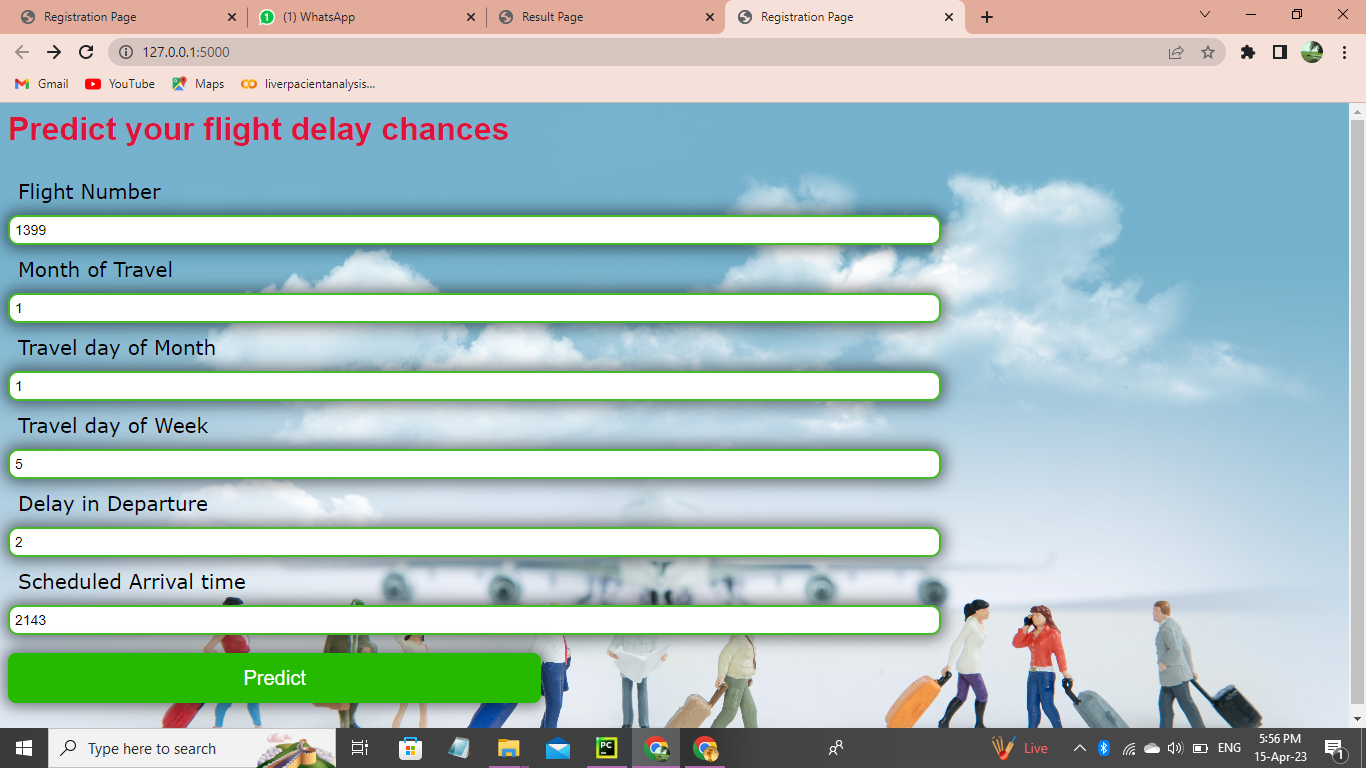 Registration Page
(1) WhatsApp
Result Page
Registration Page
127.0.0.1:5000
Gmail
YouTube
Maps
liverpacientanalysis...
Predict your flight delay chances
Flight Number
1399
Month of Travel
1
Travel day of Month
1
Travel day of Week
5
Delay in Departure
2
Scheduled Arrival time
2143
Predict
Type here to search
PC
Live
ENG
5:56 PM
15-Apr-23
1